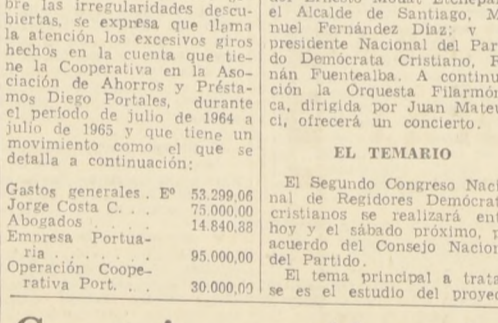 bre las irregularidades descu-
biertas, se expresa que llama
la atención los excesivos giros
hechos en la cuenta que tie-
ne la Cooperativa en la Aso-
ciación de Ahorros y Présta-
mos Diego Portales, durante
el período de julio de 1964 a
julio de 1965 y que tiene un
movimiento como el que se
detalla a continuación:
Gastos generales . Eº 53.299,06
Jorge Costa C. . . 75.000,00
Abogados . . . . 14.840,38
Empresa Portua-
ria . . . . . . . 95.000,00
Operación Coope-
rativa Port. . . 30.000,00
el Alcalde de Santiago, M
nuel Fernández Díaz; y
presidente Nacional del Par
do Demócrata Cristiano, R
nán Fuentealba. A continu
ción la Orquesta Filarmón
ca, dirigida por Juan Mateu
ci, ofrecerá un concierto.
EL TEMARIO
El Segundo Congreso Naci
nal de Regidores Demócrat
cristianos se realizará en
hoy y el sábado próximo, p
acuerdo del Consejo Nacion
del Partido.
El tema principal a trata
se es el estudio del proyec